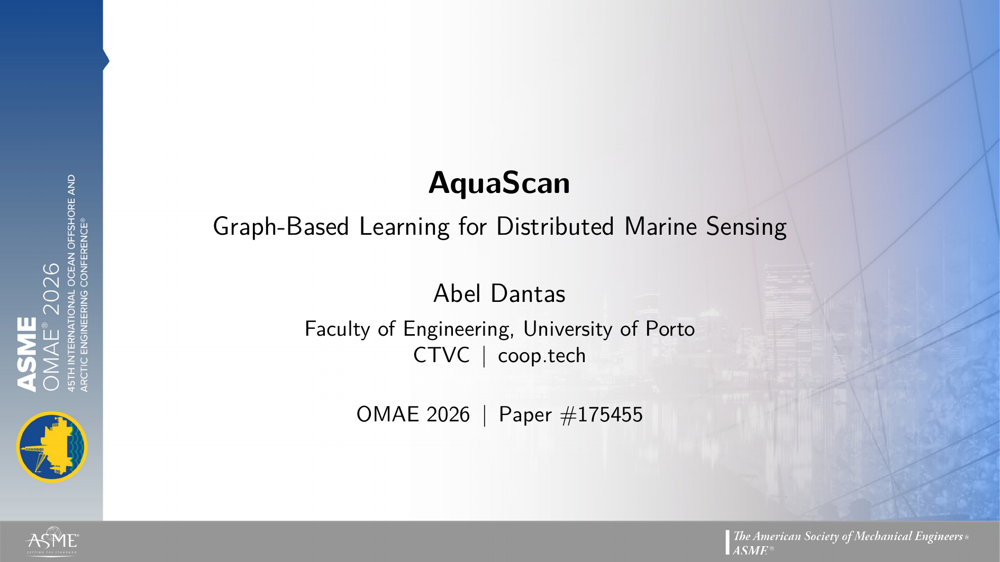 AquaScan
Graph-Based Learning for Distributed Marine Sensing
Abel Dantas
Faculty of Engineering, University of Porto
CTVC | coop.tech
OMAE 2026 | Paper #175455
ASME
OMAE® 2026
45TH INTERNATIONAL OCEAN OFFSHORE AND
ARCTIC ENGINEERING CONFERENCE®
ASME®
SETTING THE STANDARD
The American Society of Mechanical Engineers®
ASME®